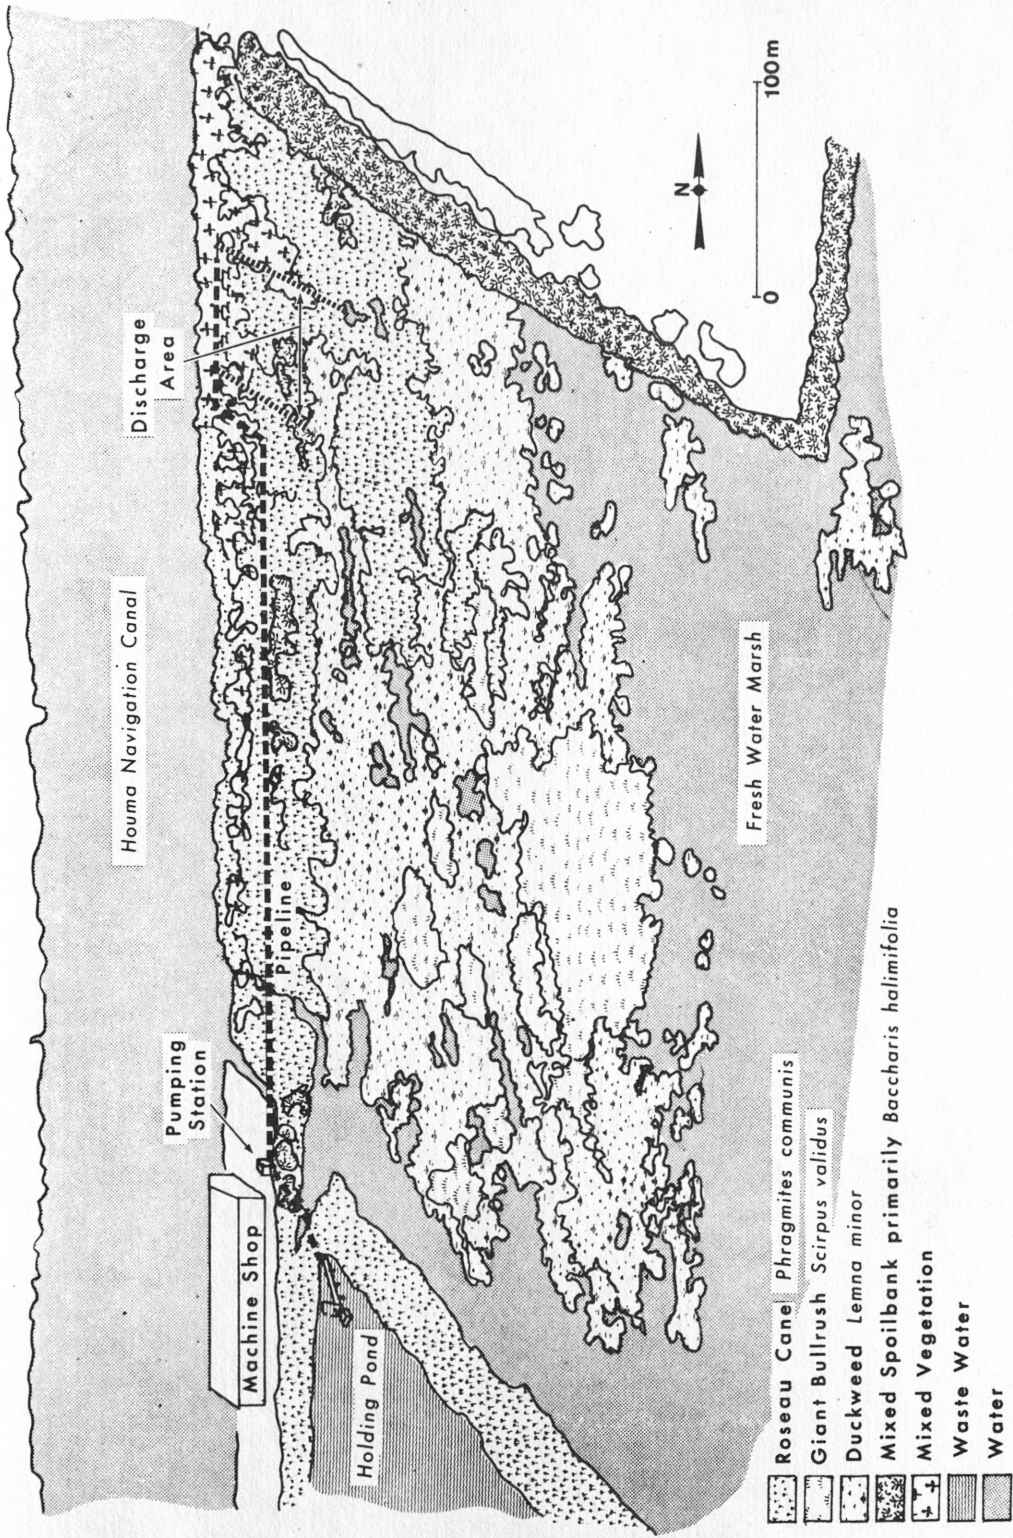 Houma Navigation Canal
Discharge
Area
Pumping
Station
Pipeline
Machine Shop
Holding Pond
Fresh Water Marsh
N
0
100m
Roseau Cane Phragmites communis
Giant Bullrush Scirpus validus
Duckweed Lemna minor
Mixed Spoilbank primarily Baccharis halimifolia
Mixed Vegetation
Waste Water
Water